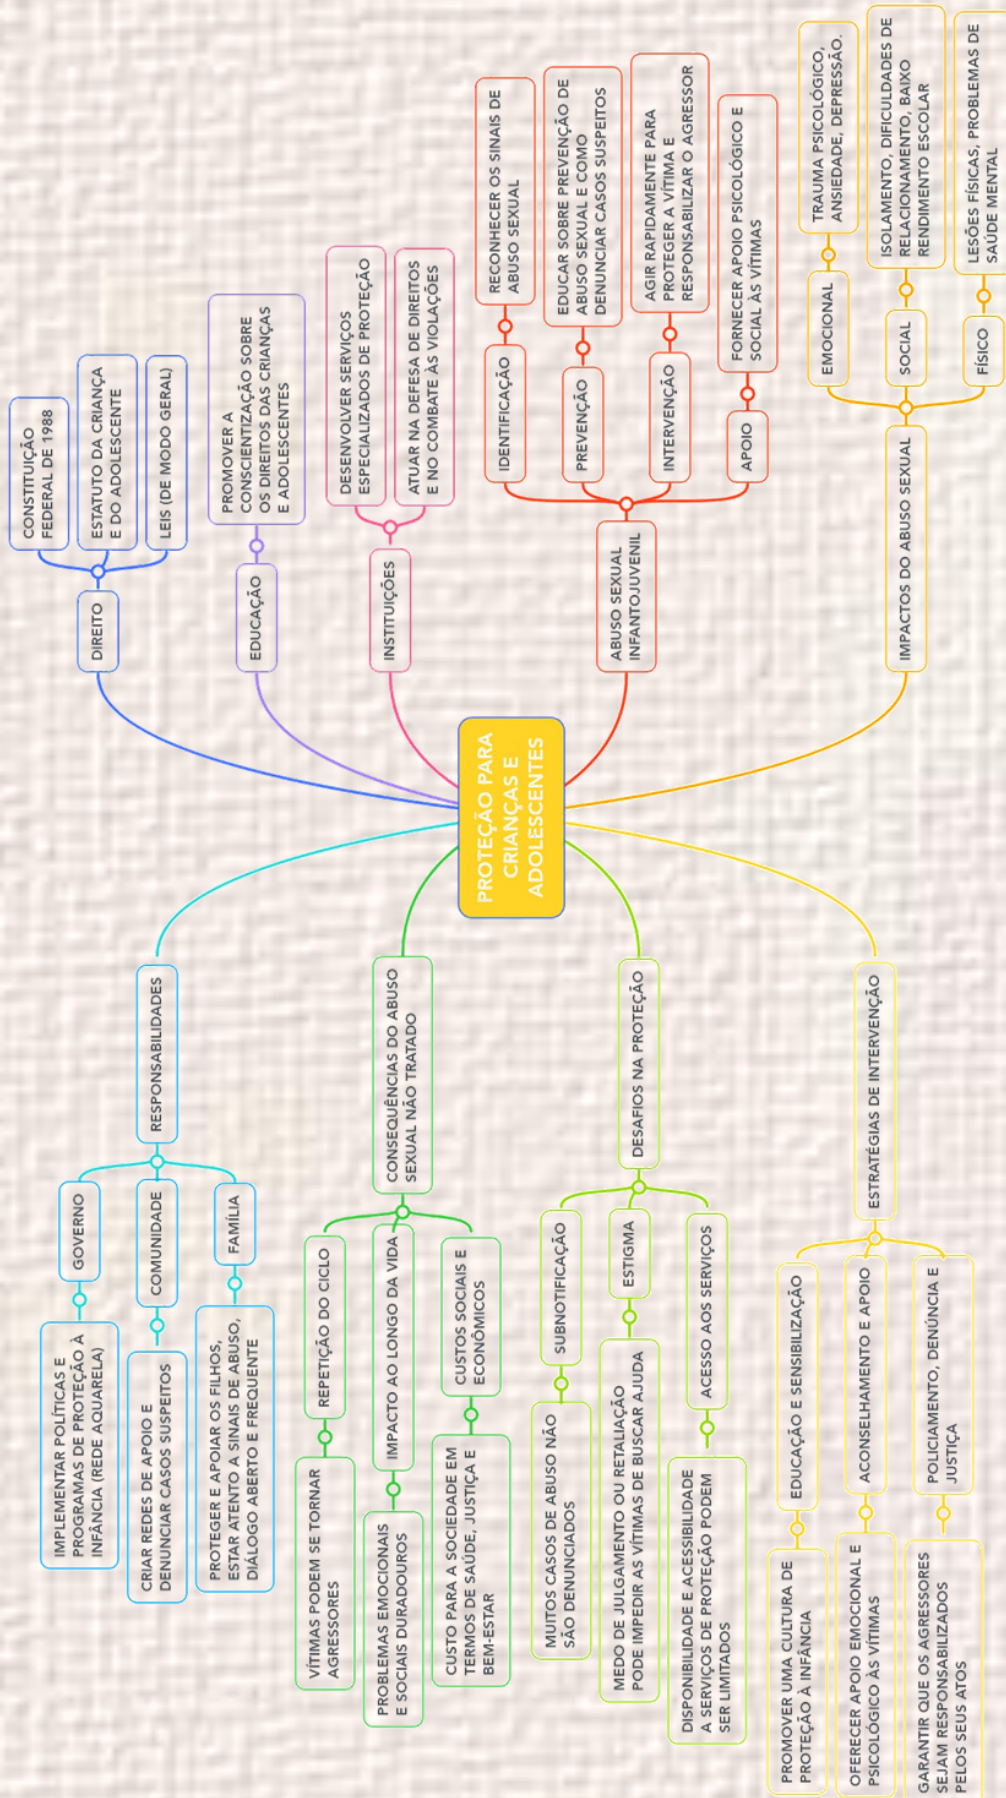 PROTEÇÃO PARA
CRIANÇAS E
ADOLESCENTES
DIREITO
CONSTITUIÇÃO
FEDERAL DE 1988
ESTATUTO DA CRIANÇA
E DO ADOLESCENTE
LEIS (DE MODO GERAL)
EDUCAÇÃO
PROMOVER A
CONSCIENTIZAÇÃO SOBRE
OS DIREITOS DAS CRIANÇAS
E ADOLESCENTES
INSTITUIÇÕES
DESENVOLVER SERVIÇOS
ESPECIALIZADOS DE PROTEÇÃO
ATUAR NA DEFESA DE DIREITOS
E NO COMBATE ÀS VIOLAÇÕES
ABUSO SEXUAL
INFANTOJUVENIL
IDENTIFICAÇÃO
RECONHECER OS SINAIS DE
ABUSO SEXUAL
PREVENÇÃO
EDUCAR SOBRE PREVENÇÃO DE
ABUSO SEXUAL E COMO
DENUNCIAR CASOS SUSPEITOS
INTERVENÇÃO
AGIR RAPIDAMENTE PARA
PROTEGER A VÍTIMA E
RESPONSABILIZAR O AGRESSOR
APOIO
FORNECER APOIO PSICOLÓGICO E
SOCIAL ÀS VÍTIMAS
IMPACTOS DO ABUSO SEXUAL
EMOCIONAL
TRAUMA PSICOLÓGICO,
ANSIEDADE, DEPRESSÃO.
SOCIAL
ISOLAMENTO, DIFICULDADES DE
RELACIONAMENTO, BAIXO
RENDIMENTO ESCOLAR
FÍSICO
LESÕES FÍSICAS, PROBLEMAS DE
SAÚDE MENTAL
RESPONSABILIDADES
GOVERNO
IMPLEMENTAR POLÍTICAS E
PROGRAMAS DE PROTEÇÃO À
INFÂNCIA (REDE AQUARELA)
COMUNIDADE
CRIAR REDES DE APOIO E
DENUNCIAR CASOS SUSPEITOS
FAMÍLIA
PROTEGER E APOIAR OS FILHOS,
ESTAR ATENTO A SINAIS DE ABUSO,
DIÁLOGO ABERTO E FREQUENTE
CONSEQUÊNCIAS DO ABUSO
SEXUAL NÃO TRATADO
REPETIÇÃO DO CICLO
VÍTIMAS PODEM SE TORNAR
AGRESSORES
IMPACTO AO LONGO DA VIDA
PROBLEMAS EMOCIONAIS
E SOCIAIS DURADOUROS
CUSTOS SOCIAIS E
ECONÔMICOS
CUSTO PARA A SOCIEDADE EM
TERMOS DE SAÚDE, JUSTIÇA E
BEM-ESTAR
DESAFIOS NA PROTEÇÃO
SUBNOTIFICAÇÃO
MUITOS CASOS DE ABUSO NÃO
SÃO DENUNCIADOS
ESTIGMA
MEDO DE JULGAMENTO OU RETALIAÇÃO
PODE IMPEDIR AS VÍTIMAS DE BUSCAR AJUDA
ACESSO AOS SERVIÇOS
DISPONIBILIDADE E ACESSIBILIDADE
A SERVIÇOS DE PROTEÇÃO PODEM
SER LIMITADOS
ESTRATÉGIAS DE INTERVENÇÃO
EDUCAÇÃO E SENSIBILIZAÇÃO
PROMOVER UMA CULTURA DE
PROTEÇÃO À INFÂNCIA
ACONSELHAMENTO E APOIO
OFERECER APOIO EMOCIONAL E
PSICOLÓGICO ÀS VÍTIMAS
POLICIAMENTO, DENÚNCIA E
JUSTIÇA
GARANTIR QUE OS AGRESSORES
SEJAM RESPONSABILIZADOS
PELOS SEUS ATOS